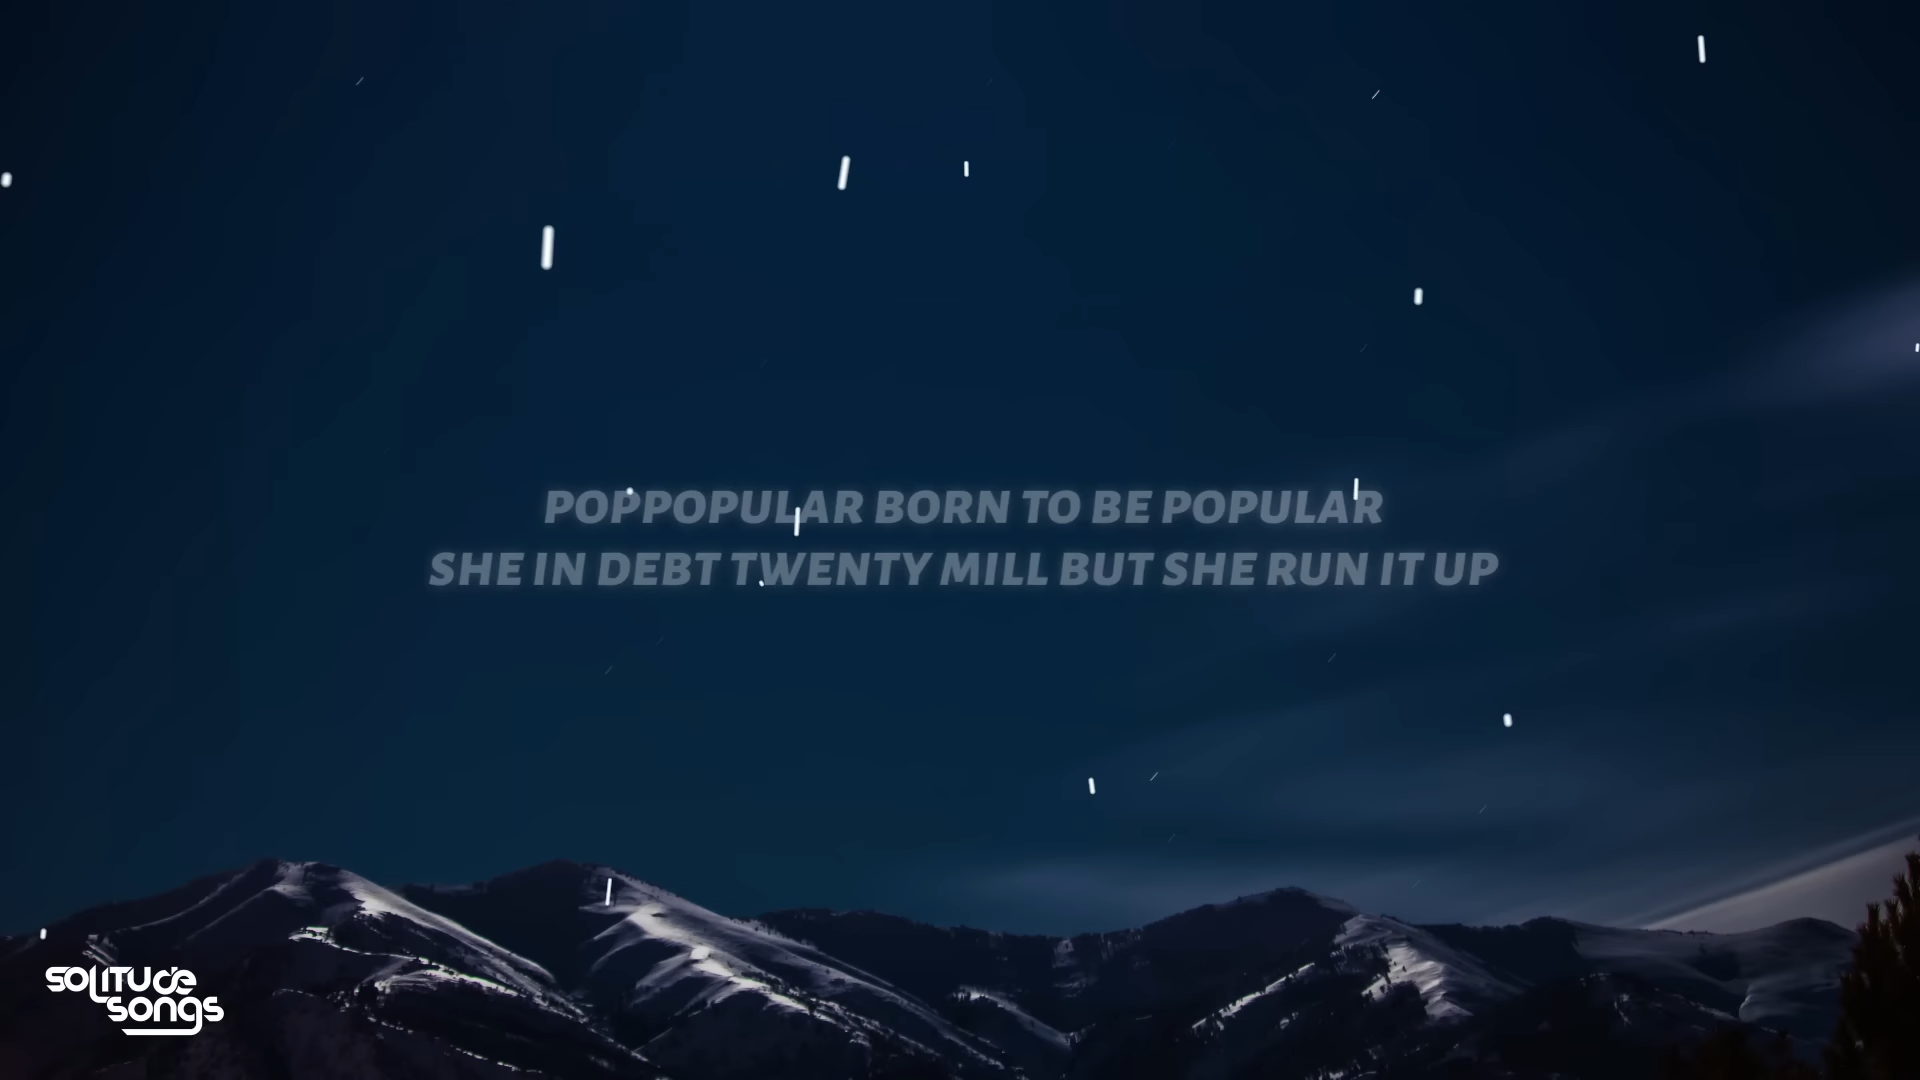 POPPOPULAR BORN TO BE POPULAR
SHE IN DEBT TWENTY MILL BUT SHE RUN IT UP
solitude
songs